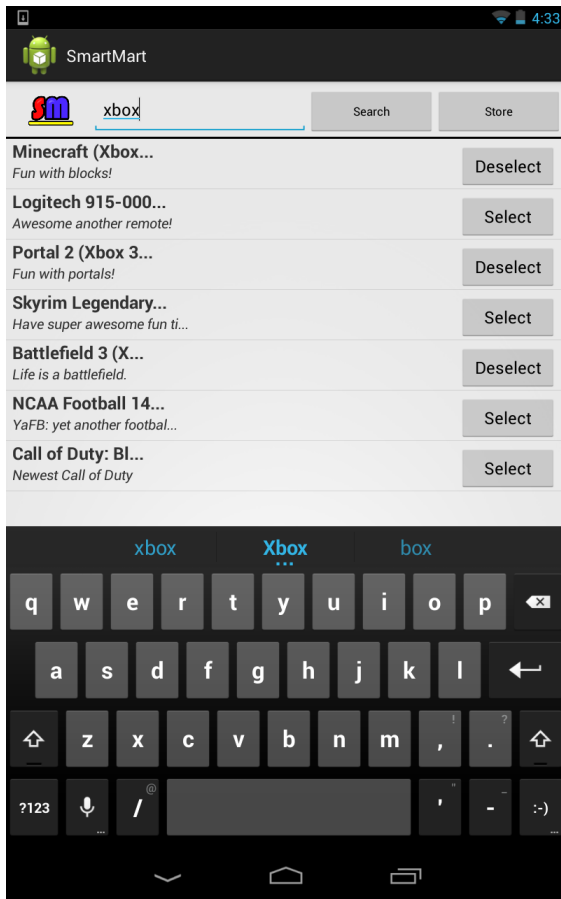 4:33
SmartMart
sm xbox Search Store
Minecraft (Xbox...
Fun with blocks!
Deselect
Logitech 915-000...
Awesome another remote!
Select
Portal 2 (Xbox 3...
Fun with portals!
Deselect
Skyrim Legendary...
Have super awesome fun ti...
Select
Battlefield 3 (X...
Life is a battlefield.
Deselect
NCAA Football 14...
YaFB: yet another footbal...
Select
Call of Duty: Bl...
Newest Call of Duty
Select
xbox Xbox box
q w e r t y u i o p
a s d f g h j k l
z x c v b n m , ! . ?
?123 / @ ' " - _ :-)